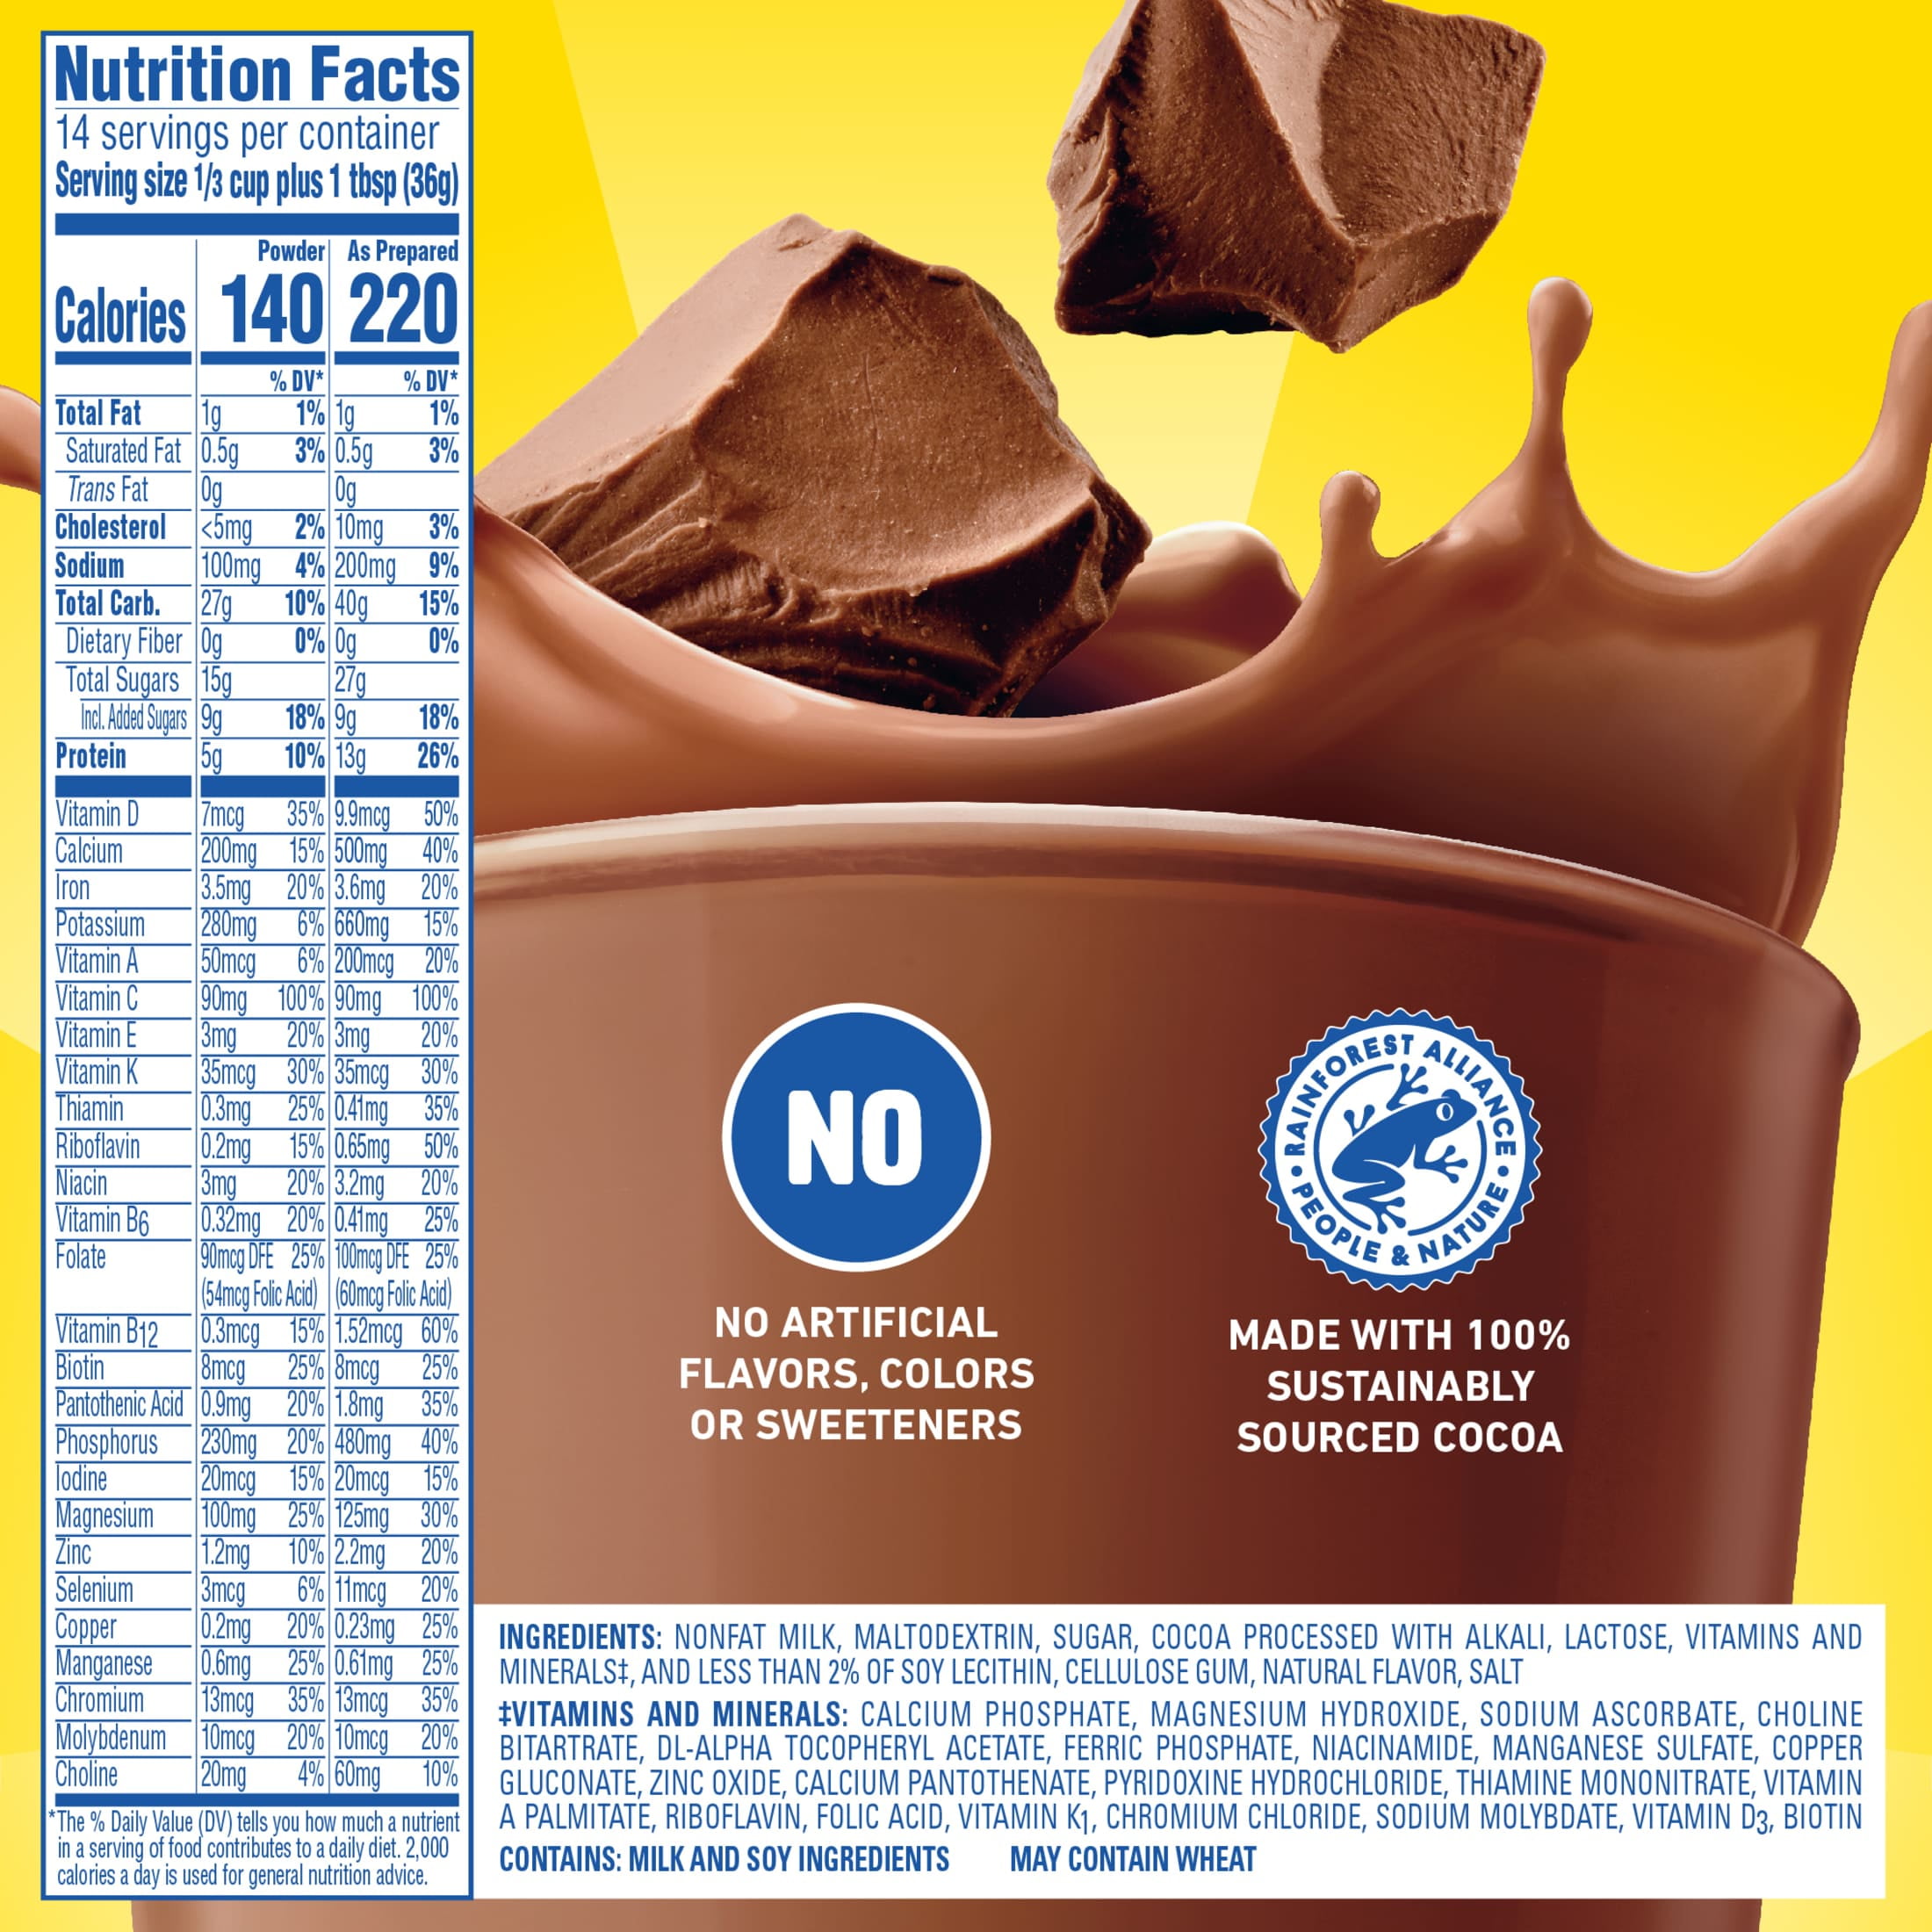 Nutrition Facts
14 servings per container
Serving size 1/3 cup plus 1 tbsp (36g)
Powder As Prepared
Calories 140 220
% DV* % DV*
Total Fat 1g 1% 1g 1%
Saturated Fat 0.5g 3% 0.5g 3%
Trans Fat 0g 0g
Cholesterol <5mg 2% 10mg 3%
Sodium 100mg 4% 200mg 9%
Total Carb. 27g 10% 40g 15%
Dietary Fiber 0g 0% 0g 0%
Total Sugars 15g 27g
Incl. Added Sugars 9g 18% 9g 18%
Protein 5g 10% 13g 26%
Vitamin D 7mcg 35% 9.9mcg 50%
Calcium 200mg 15% 500mg 40%
Iron 3.5mg 20% 3.6mg 20%
Potassium 280mg 6% 660mg 15%
Vitamin A 50mcg 6% 200mcg 20%
Vitamin C 90mg 100% 90mg 100%
Vitamin E 3mg 20% 3mg 20%
Vitamin K 35mcg 30% 35mcg 30%
Thiamin 0.3mg 25% 0.41mg 35%
Riboflavin 0.2mg 15% 0.65mg 50%
Niacin 3mg 20% 3.2mg 20%
Vitamin B6 0.32mg 20% 0.41mg 25%
Folate 90mcg DFE 25% 100mcg DFE 25%
(54mcg Folic Acid) (60mcg Folic Acid)
Vitamin B12 0.3mcg 15% 1.52mcg 60%
Biotin 8mcg 25% 8mcg 25%
Pantothenic Acid 0.9mg 20% 1.8mg 35%
Phosphorus 230mg 20% 480mg 40%
Iodine 20mcg 15% 20mcg 15%
Magnesium 100mg 25% 125mg 30%
Zinc 1.2mg 10% 2.2mg 20%
Selenium 3mcg 6% 11mcg 20%
Copper 0.2mg 20% 0.23mg 25%
Manganese 0.6mg 25% 0.61mg 25%
Chromium 13mcg 35% 13mcg 35%
Molybdenum 10mcg 20% 10mcg 20%
Choline 20mg 4% 60mg 10%
*The % Daily Value (DV) tells you how much a nutrient
in a serving of food contributes to a daily diet. 2,000
calories a day is used for general nutrition advice.
NO
NO ARTIFICIAL
FLAVORS, COLORS
OR SWEETENERS
RAINFOREST ALLIANCE
• PEOPLE & NATURE •
MADE WITH 100%
SUSTAINABLY
SOURCED COCOA
INGREDIENTS: NONFAT MILK, MALTODEXTRIN, SUGAR, COCOA PROCESSED WITH ALKALI, LACTOSE, VITAMINS AND
MINERALS‡, AND LESS THAN 2% OF SOY LECITHIN, CELLULOSE GUM, NATURAL FLAVOR, SALT
‡VITAMINS AND MINERALS: CALCIUM PHOSPHATE, MAGNESIUM HYDROXIDE, SODIUM ASCORBATE, CHOLINE
BITARTRATE, DL-ALPHA TOCOPHERYL ACETATE, FERRIC PHOSPHATE, NIACINAMIDE, MANGANESE SULFATE, COPPER
GLUCONATE, ZINC OXIDE, CALCIUM PANTOTHENATE, PYRIDOXINE HYDROCHLORIDE, THIAMINE MONONITRATE, VITAMIN
A PALMITATE, RIBOFLAVIN, FOLIC ACID, VITAMIN K1, CHROMIUM CHLORIDE, SODIUM MOLYBDATE, VITAMIN D3, BIOTIN
CONTAINS: MILK AND SOY INGREDIENTS MAY CONTAIN WHEAT